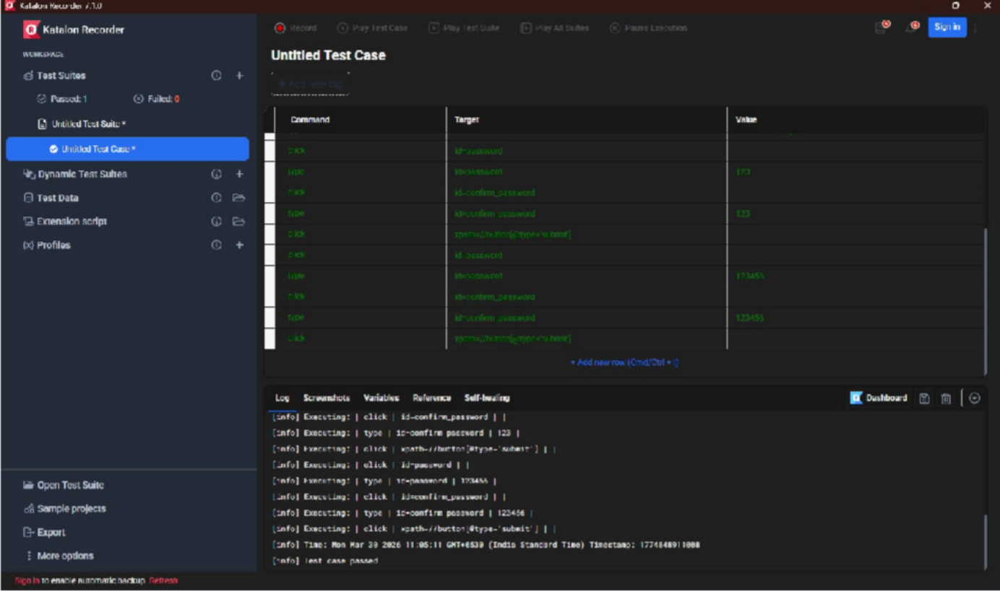 Katalon Recorder 7.1.0
Katalon Recorder
WORKSPACE
Test Suites
Passed: 1 Failed: 0
Untitled Test Suite *
Untitled Test Case *
Dynamic Test Suites
Test Data
Extension script
Profiles
Open Test Suite
Sample projects
Export
More options
Sign in to enable automatic backup. Refresh
Record Play Test Case Play Test Suite Play All Suites Pause Execution
Sign in
Untitled Test Case
+ Add new tag
Command Target Value
click id=password
type id=password 123
click id=confirm_password
type id=confirm_password 123
click xpath=//button[@type='submit']
click id=password
type id=password 123456
click id=confirm_password
type id=confirm_password 123456
click xpath=//button[@type='submit']
+ Add new row (Cmd/Ctrl + I)
Log Screenshots Variables Reference Self-healing Dashboard
[info] Executing: | click | id=confirm_password | |
[info] Executing: | type | id=confirm_password | 123 |
[info] Executing: | click | xpath=//button[@type='submit'] | |
[info] Executing: | click | id=password | |
[info] Executing: | type | id=password | 123456 |
[info] Executing: | click | id=confirm_password | |
[info] Executing: | type | id=confirm_password | 123456 |
[info] Executing: | click | xpath=//button[@type='submit'] | |
[info] Time: Mon Mar 30 2026 11:05:11 GMT+0530 (India Standard Time) Timestamp: 1774848911008
[info] Test case passed